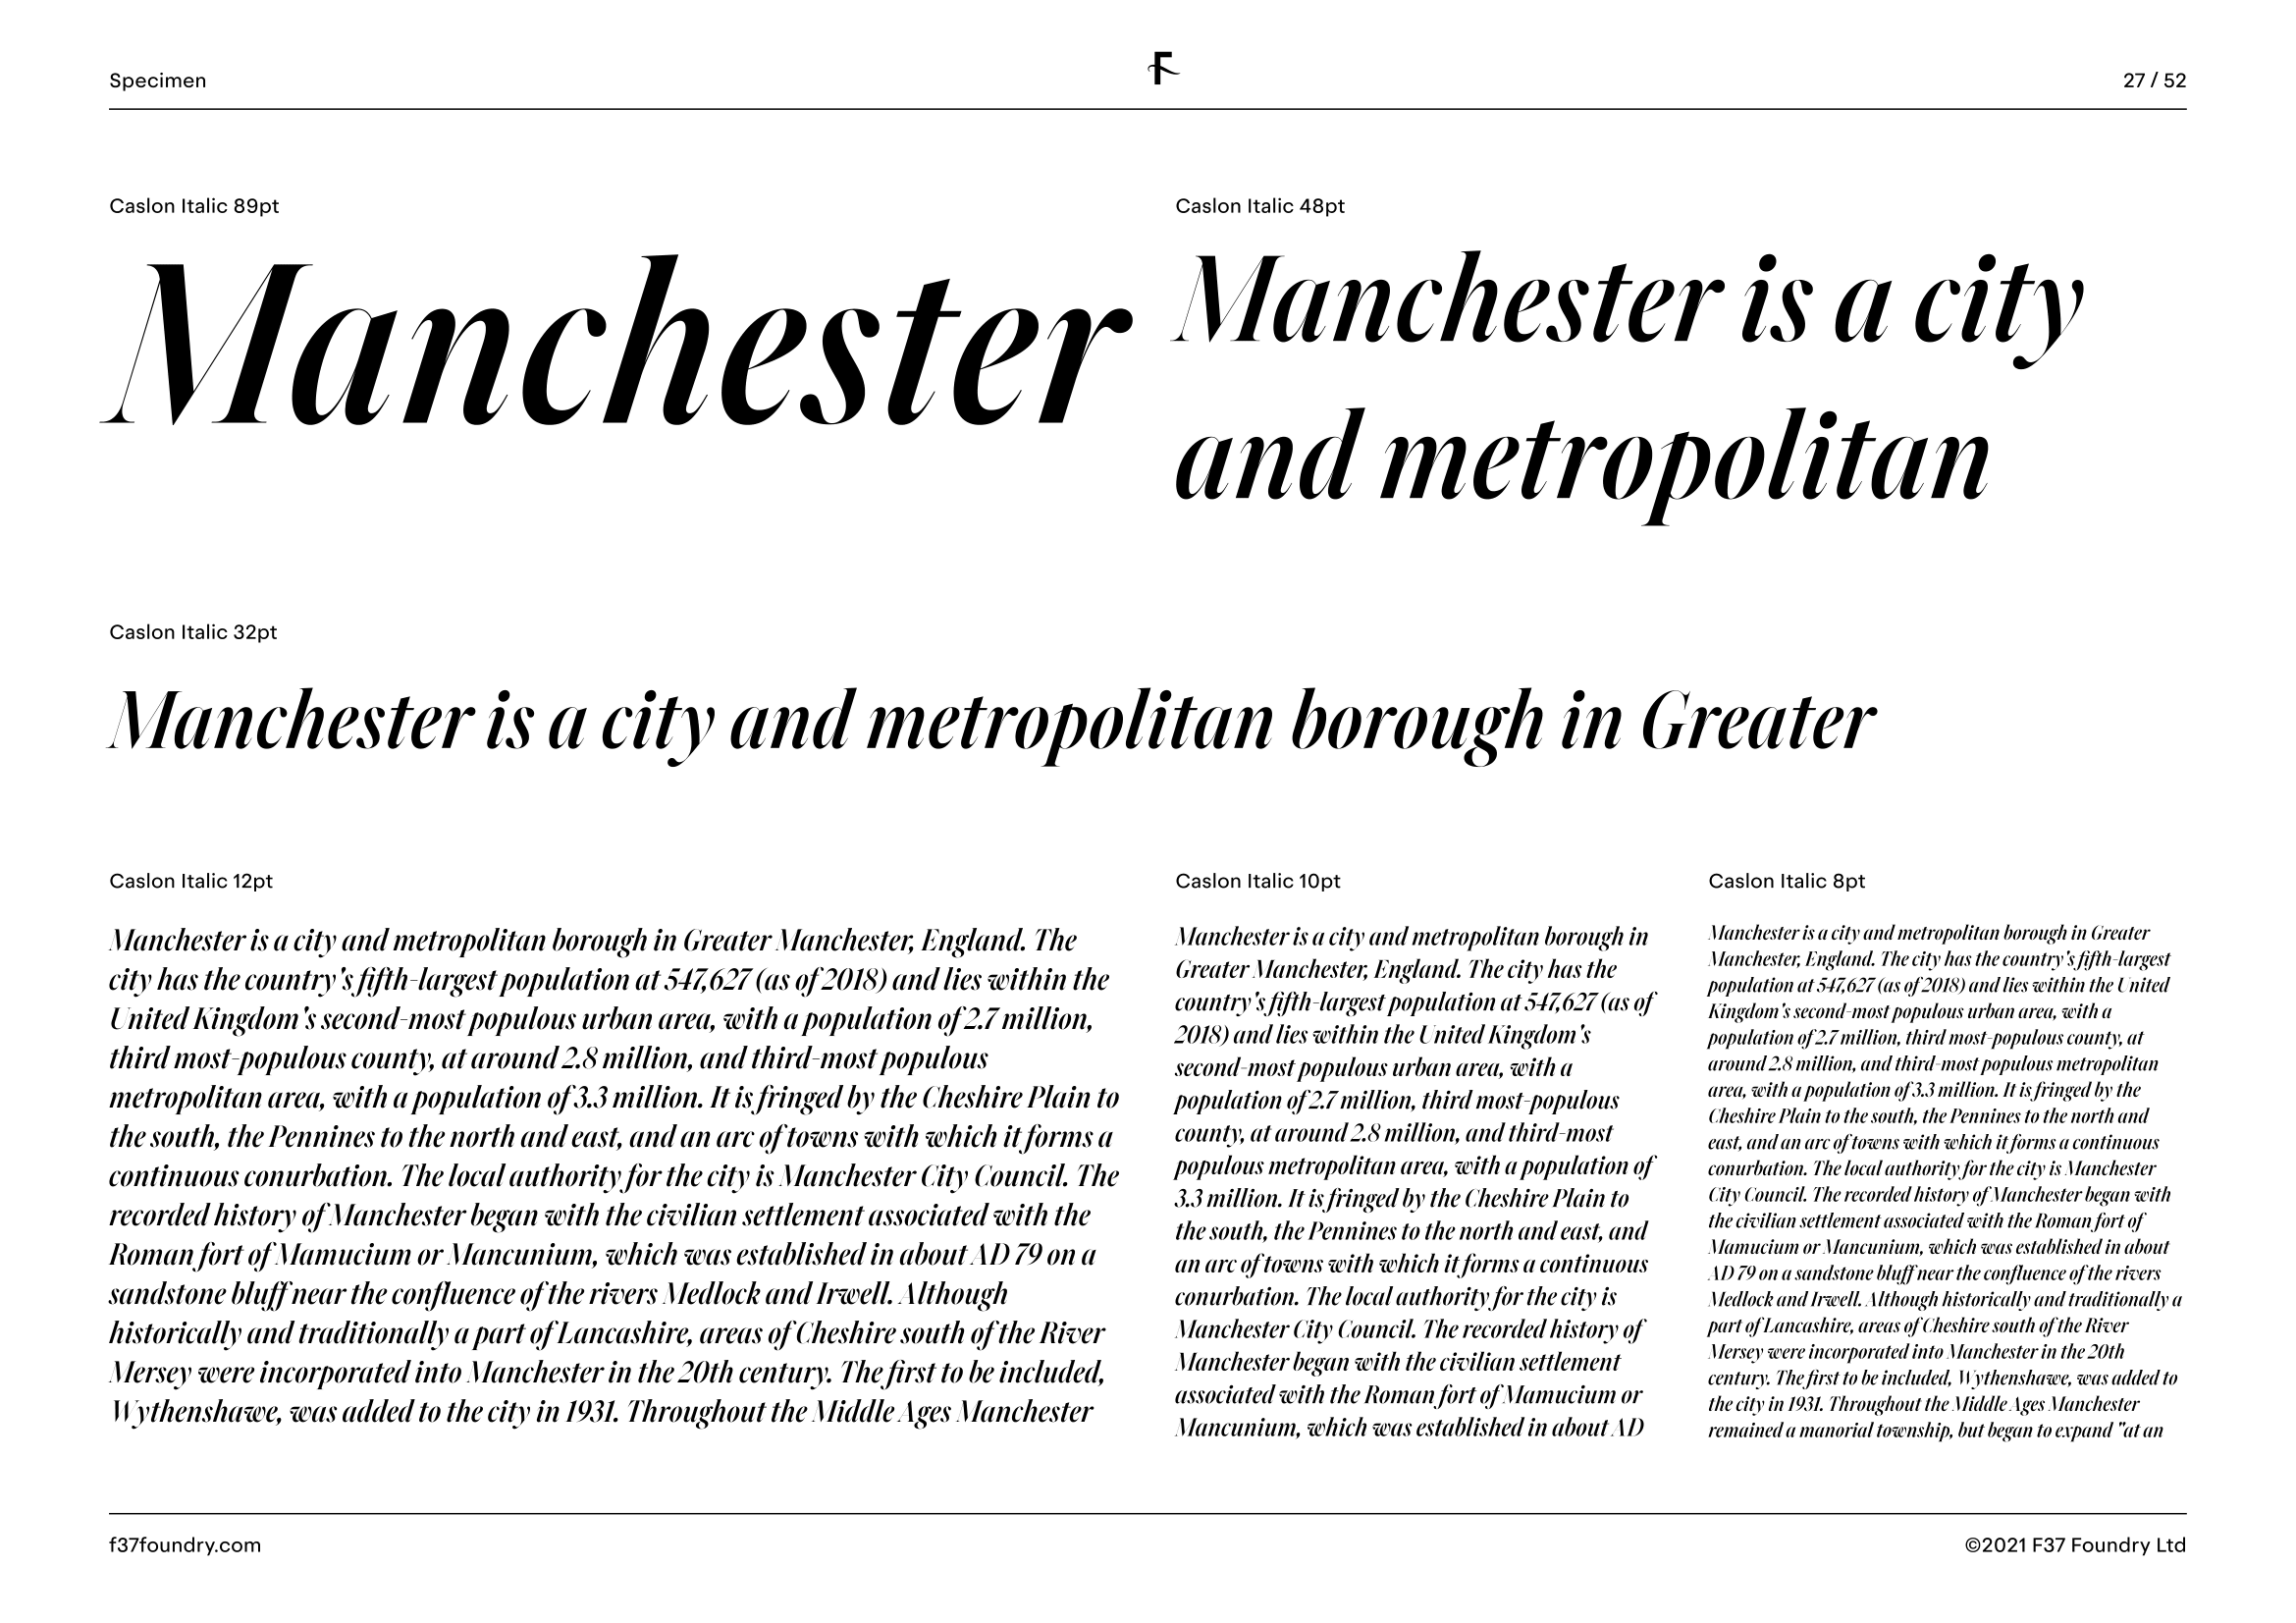 Specimen
F
27 / 52
Caslon Italic 89pt
Manchester
Caslon Italic 48pt
Manchester is a city
and metropolitan
Caslon Italic 32pt
Manchester is a city and metropolitan borough in Greater
Caslon Italic 12pt
Manchester is a city and metropolitan borough in Greater Manchester, England. The
city has the country's fifth-largest population at 547,627 (as of 2018) and lies within the
United Kingdom's second-most populous urban area, with a population of 2.7 million,
third most-populous county, at around 2.8 million, and third-most populous
metropolitan area, with a population of 3.3 million. It is fringed by the Cheshire Plain to
the south, the Pennines to the north and east, and an arc of towns with which it forms a
continuous conurbation. The local authority for the city is Manchester City Council. The
recorded history of Manchester began with the civilian settlement associated with the
Roman fort of Mamucium or Mancunium, which was established in about AD 79 on a
sandstone bluff near the confluence of the rivers Medlock and Irwell. Although
historically and traditionally a part of Lancashire, areas of Cheshire south of the River
Mersey were incorporated into Manchester in the 20th century. The first to be included,
Wythenshawe, was added to the city in 1931. Throughout the Middle Ages Manchester
Caslon Italic 10pt
Manchester is a city and metropolitan borough in
Greater Manchester, England. The city has the
country's fifth-largest population at 547,627 (as of
2018) and lies within the United Kingdom's
second-most populous urban area, with a
population of 2.7 million, third most-populous
county, at around 2.8 million, and third-most
populous metropolitan area, with a population of
3.3 million. It is fringed by the Cheshire Plain to
the south, the Pennines to the north and east, and
an arc of towns with which it forms a continuous
conurbation. The local authority for the city is
Manchester City Council. The recorded history of
Manchester began with the civilian settlement
associated with the Roman fort of Mamucium or
Mancunium, which was established in about AD
Caslon Italic 8pt
Manchester is a city and metropolitan borough in Greater
Manchester, England. The city has the country's fifth-largest
population at 547,627 (as of 2018) and lies within the United
Kingdom's second-most populous urban area, with a
population of 2.7 million, third most-populous county, at
around 2.8 million, and third-most populous metropolitan
area, with a population of 3.3 million. It is fringed by the
Cheshire Plain to the south, the Pennines to the north and
east, and an arc of towns with which it forms a continuous
conurbation. The local authority for the city is Manchester
City Council. The recorded history of Manchester began with
the civilian settlement associated with the Roman fort of
Mamucium or Mancunium, which was established in about
AD 79 on a sandstone bluff near the confluence of the rivers
Medlock and Irwell. Although historically and traditionally a
part of Lancashire, areas of Cheshire south of the River
Mersey were incorporated into Manchester in the 20th
century. The first to be included, Wythenshawe, was added to
the city in 1931. Throughout the Middle Ages Manchester
remained a manorial township, but began to expand "at an
f37foundry.com
©2021 F37 Foundry Ltd